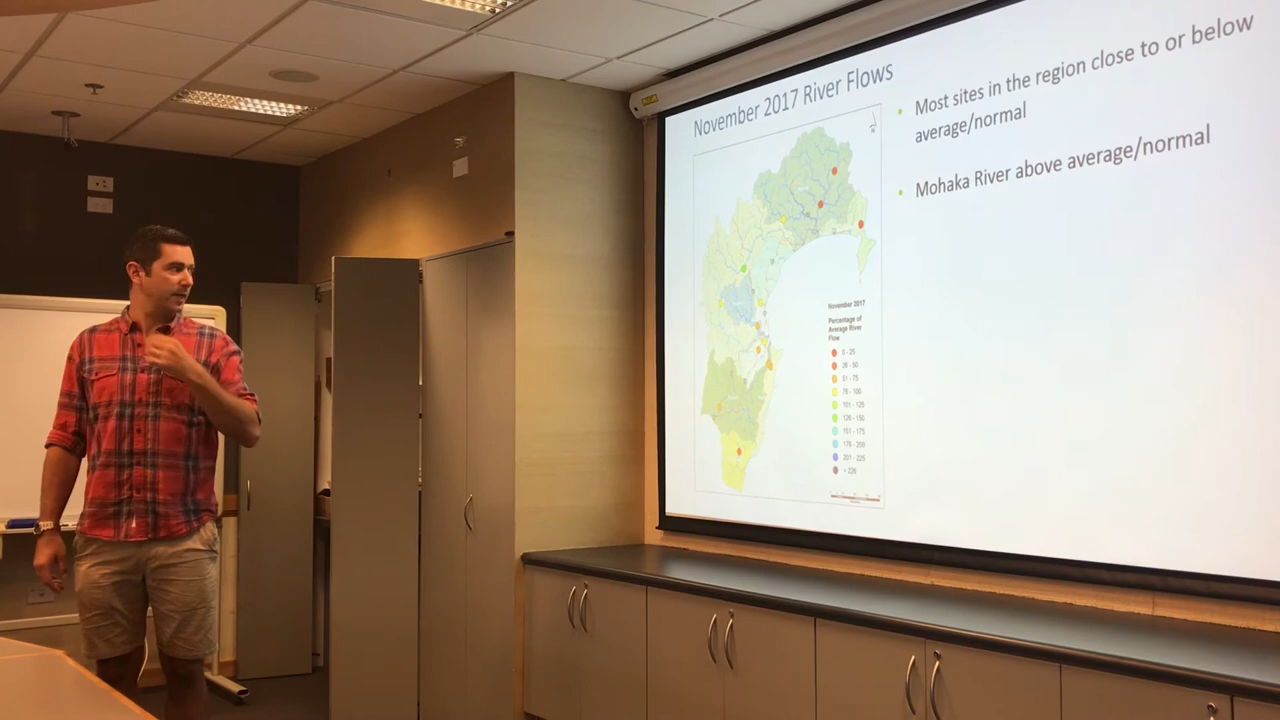 November 2017 River Flows
• Most sites in the region close to or below
average/normal
• Mohaka River above average/normal
November 2017
Percentage of
Average River
Flow
0 - 25
26 - 50
51 - 75
76 - 100
101 - 125
126 - 150
151 - 175
176 - 200
201 - 225
> 226